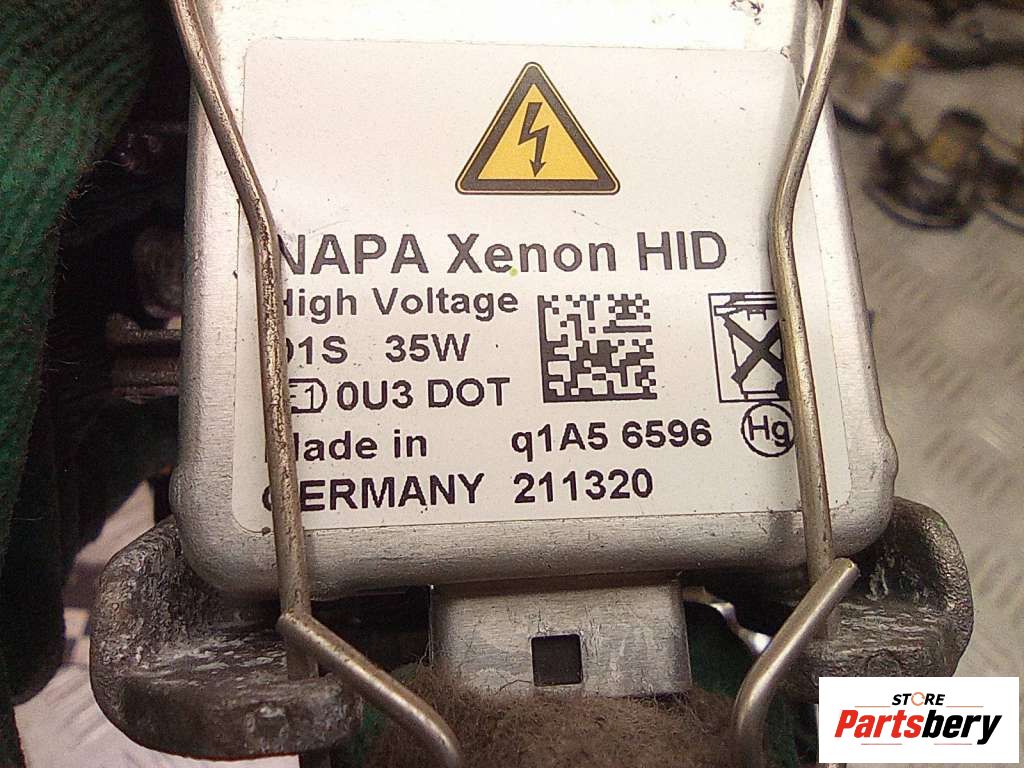 NAPA Xenon HID
High Voltage
D1S 35W
E1 0U3 DOT
Made in q1A5 6596
Hg
GERMANY 211320
STORE
Partsbery